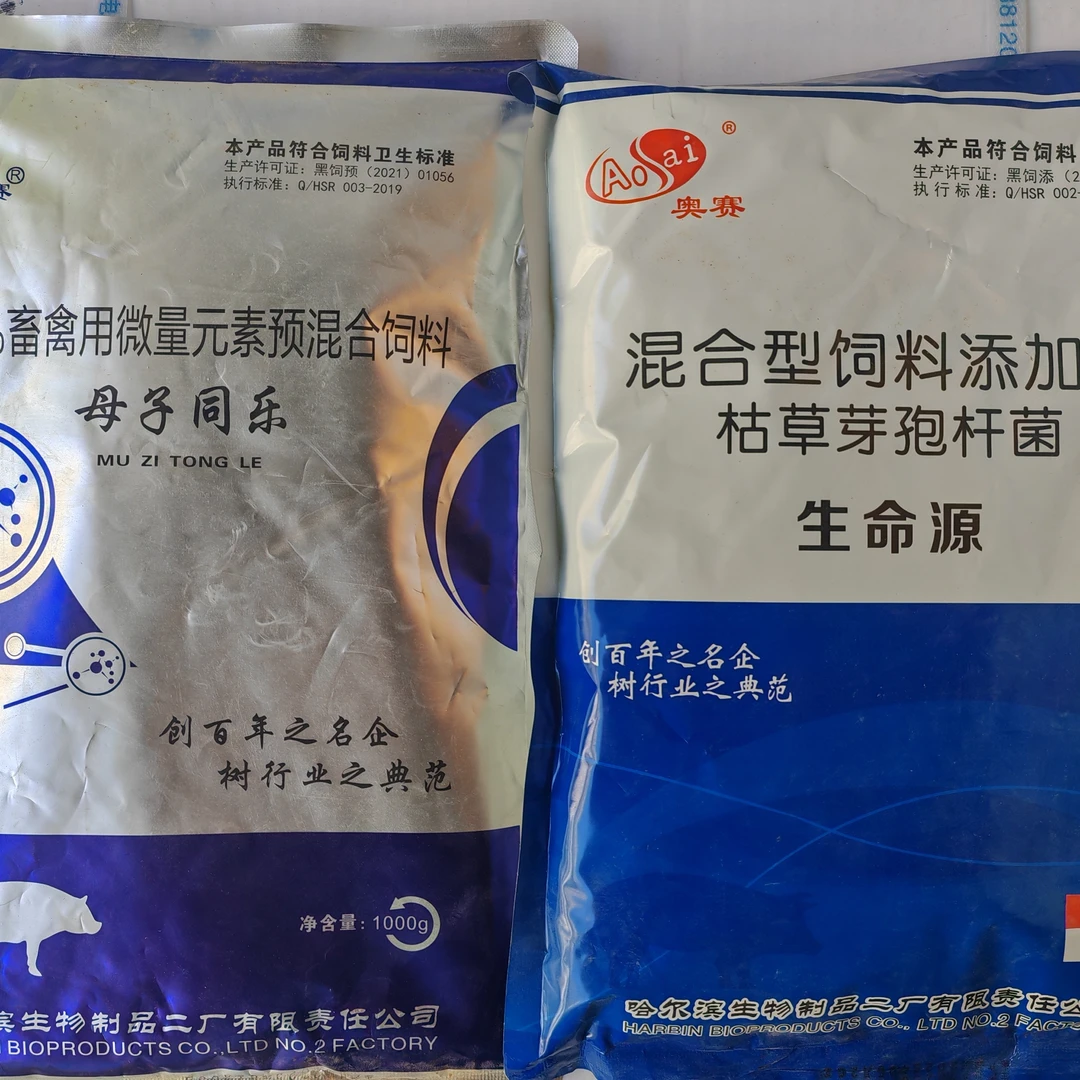 赛®
本产品符合饲料卫生标准
生产许可证：黑饲预（2021）01056
执行标准：Q/HSR 003-2019
畜禽用微量元素预混合饲料
母子同乐
MU ZI TONG LE
创百年之名企
树行业之典范
净含量：1000g
滨生物制品二厂有限责任公司
BIOPRODUCTS CO.,LTD NO.2 FACTORY
AoSai®
奥赛
本产品符合饲料
生产许可证：黑饲添（2
执行标准：Q/HSR 002-
混合型饲料添加
枯草芽孢杆菌
生命源
创百年之名企
树行业之典范
哈尔滨生物制品二厂有限责任公
HARBIN BIOPRODUCTS CO., LTD NO.2 FACTO